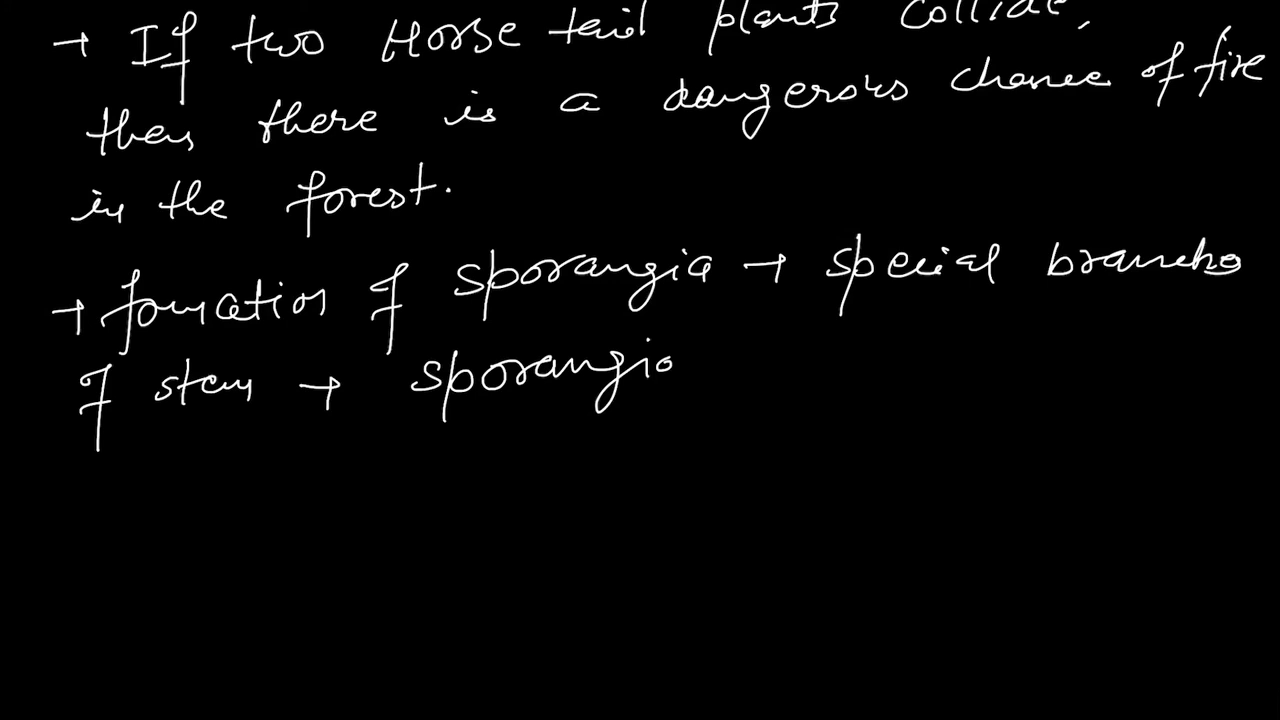 → If two Horse tail plants collide,
then there is a dangerous chance of fire
in the forest.
→ formation of sporangia → special branches
of stem → sporangio